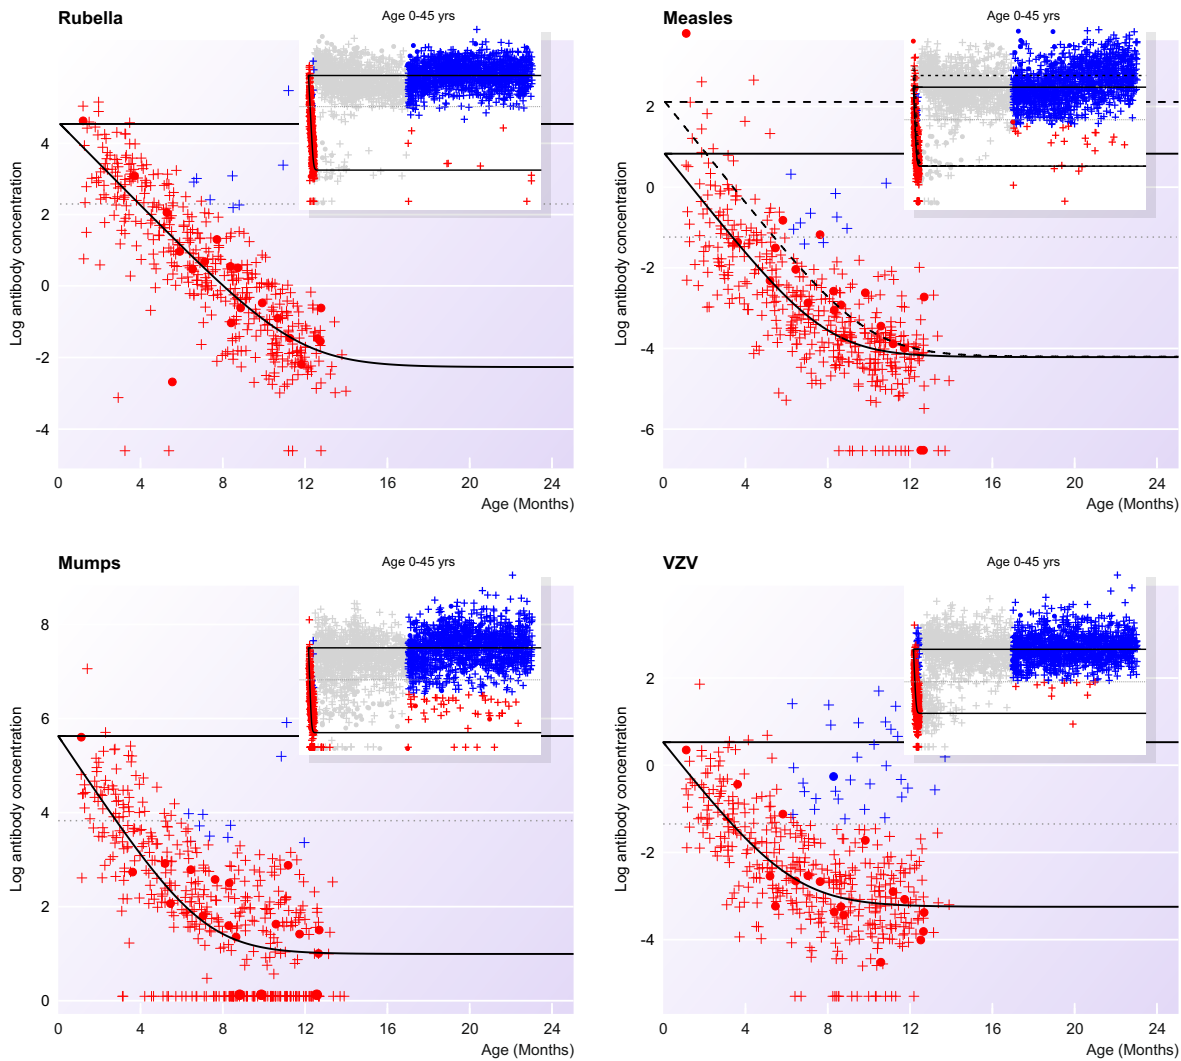 Rubella
Age 0-45 yrs
Log antibody concentration
4
2
0
-2
-4
0 4 8 12 16 20 24
Age (Months)
Measles
Age 0-45 yrs
Log antibody concentration
2
0
-2
-4
-6
0 4 8 12 16 20 24
Age (Months)
Mumps
Age 0-45 yrs
Log antibody concentration
8
6
4
2
0
0 4 8 12 16 20 24
Age (Months)
VZV
Age 0-45 yrs
Log antibody concentration
2
0
-2
-4
0 4 8 12 16 20 24
Age (Months)